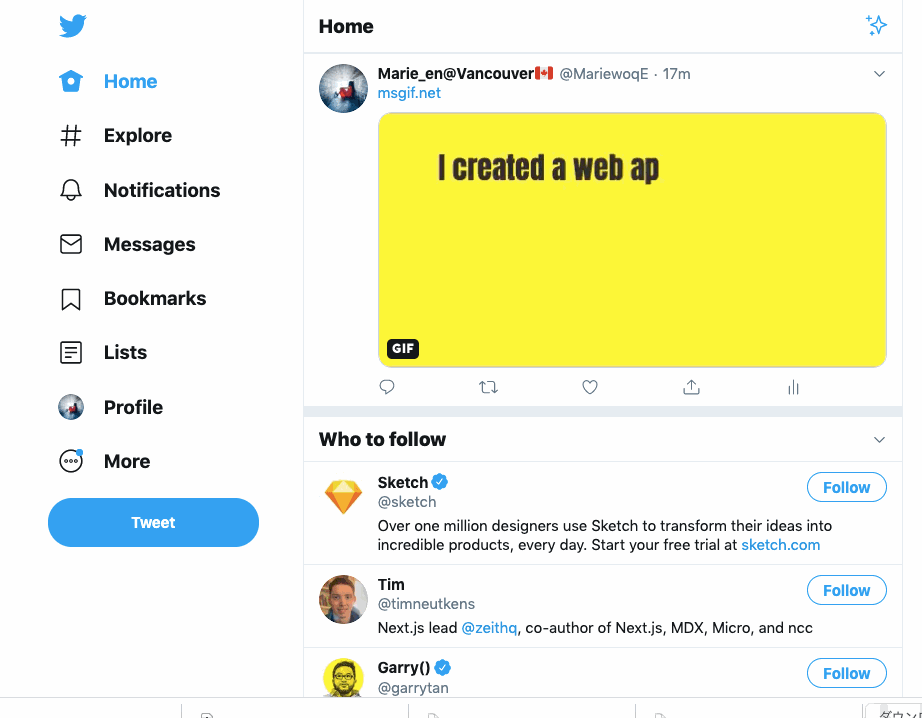 Home
Explore
Notifications
Messages
Bookmarks
Lists
Profile
More
Tweet
Home
Marie_en@Vancouver🇨🇦 @MariewoqE · 17m
msgif.net
I created a web ap
GIF
Who to follow
Sketch
@sketch
Follow
Over one million designers use Sketch to transform their ideas into
incredible products, every day. Start your free trial at sketch.com
Tim
@timneutkens
Follow
Next.js lead @zeithq, co-author of Next.js, MDX, Micro, and ncc
Garry()
@garrytan
Follow